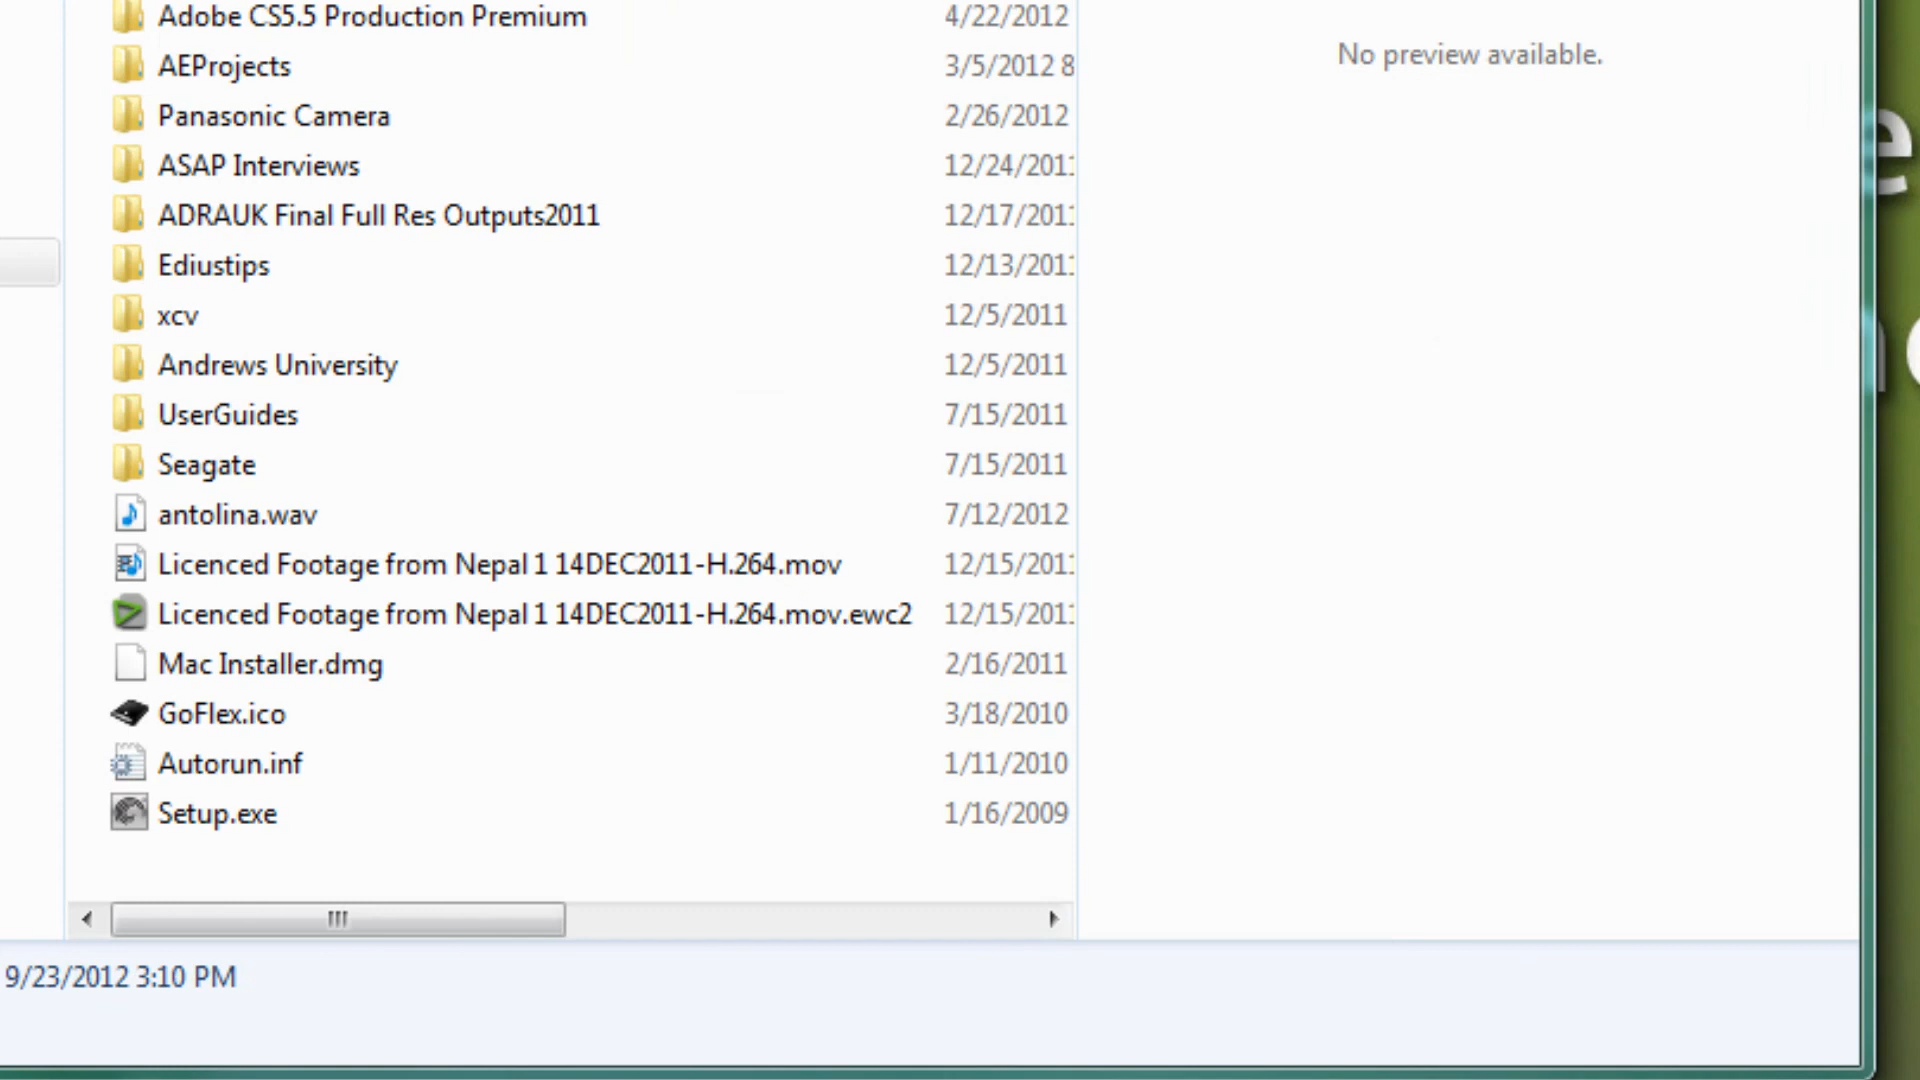 Adobe CS5.5 Production Premium 4/22/2012
AEProjects 3/5/2012 8
Panasonic Camera 2/26/2012
ASAP Interviews 12/24/2011
ADRAUK Final Full Res Outputs2011 12/17/2011
Ediustips 12/13/2011
xcv 12/5/2011
Andrews University 12/5/2011
UserGuides 7/15/2011
Seagate 7/15/2011
antolina.wav 7/12/2012
Licenced Footage from Nepal 1 14DEC2011-H.264.mov 12/15/2011
Licenced Footage from Nepal 1 14DEC2011-H.264.mov.ewc2 12/15/2011
Mac Installer.dmg 2/16/2011
GoFlex.ico 3/18/2010
Autorun.inf 1/11/2010
Setup.exe 1/16/2009
No preview available.
e
9/23/2012 3:10 PM